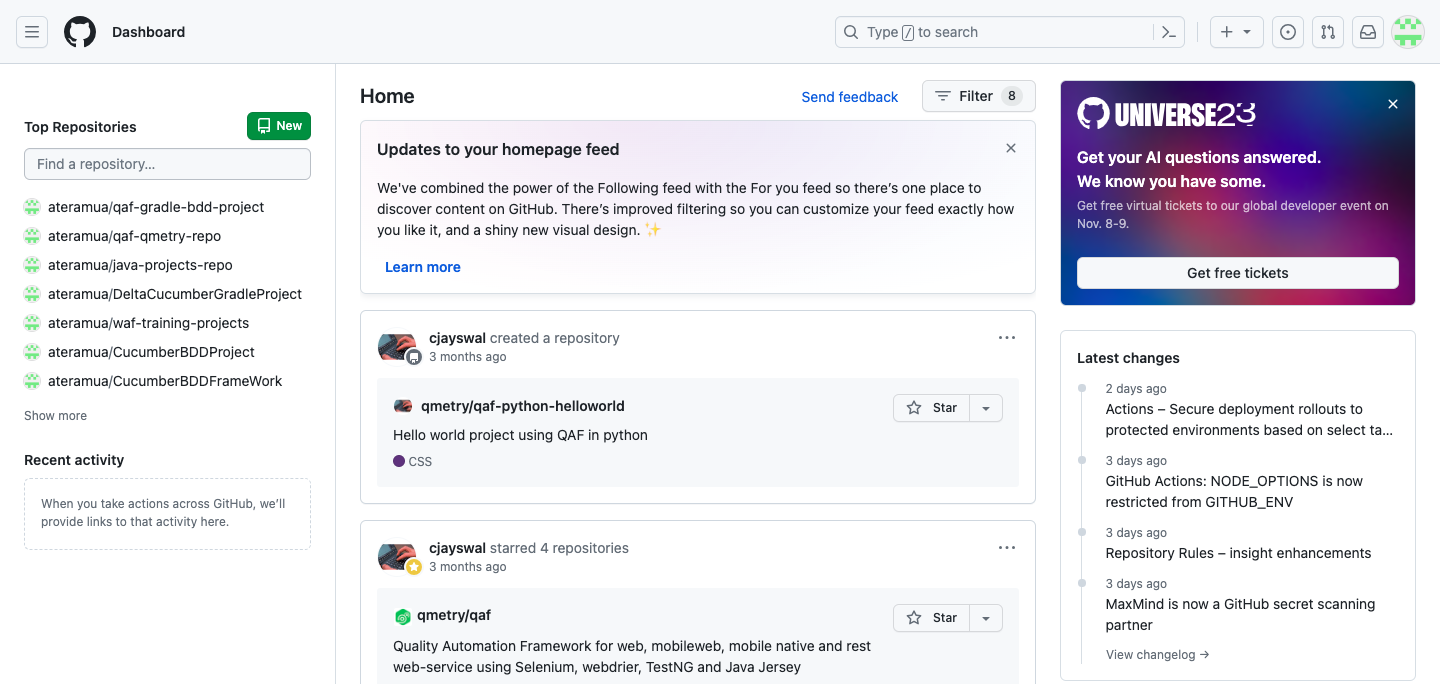 Dashboard
Type / to search
Top Repositories
New
Find a repository...
ateramua/qaf-gradle-bdd-project
ateramua/qaf-qmetry-repo
ateramua/java-projects-repo
ateramua/DeltaCucumberGradleProject
ateramua/waf-training-projects
ateramua/CucumberBDDProject
ateramua/CucumberBDDFrameWork
Show more
Recent activity
When you take actions across GitHub, we’ll
provide links to that activity here.
Home
Send feedback
Filter 8
Updates to your homepage feed
We've combined the power of the Following feed with the For you feed so there’s one place to
discover content on GitHub. There’s improved filtering so you can customize your feed exactly how
you like it, and a shiny new visual design. ✨
Learn more
cjayswal created a repository
3 months ago
qmetry/qaf-python-helloworld
Star
Hello world project using QAF in python
CSS
cjayswal starred 4 repositories
3 months ago
qmetry/qaf
Star
Quality Automation Framework for web, mobileweb, mobile native and rest
web-service using Selenium, webdrier, TestNG and Java Jersey
UNIVERSE23
Get your AI questions answered.
We know you have some.
Get free virtual tickets to our global developer event on
Nov. 8-9.
Get free tickets
Latest changes
2 days ago
Actions – Secure deployment rollouts to
protected environments based on select ta...
3 days ago
GitHub Actions: NODE_OPTIONS is now
restricted from GITHUB_ENV
3 days ago
Repository Rules – insight enhancements
3 days ago
MaxMind is now a GitHub secret scanning
partner
View changelog →